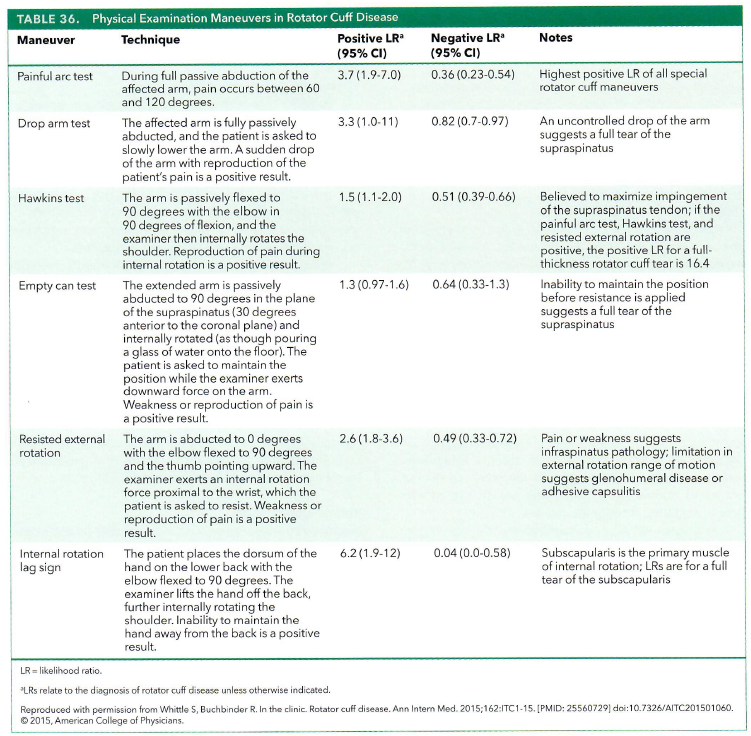 TABLE 36. Physical Examination Maneuvers in Rotator Cuff Disease
Maneuver Technique Positive LRᵃ (95% CI) Negative LRᵃ (95% CI) Notes
Painful arc test
During full passive abduction of the
affected arm, pain occurs between 60
and 120 degrees.
3.7 (1.9-7.0)
0.36 (0.23-0.54)
Highest positive LR of all special
rotator cuff maneuvers
Drop arm test
The affected arm is fully passively
abducted, and the patient is asked to
slowly lower the arm. A sudden drop
of the arm with reproduction of the
patient's pain is a positive result.
3.3 (1.0-11)
0.82 (0.7-0.97)
An uncontrolled drop of the arm
suggests a full tear of the
supraspinatus
Hawkins test
The arm is passively flexed to
90 degrees with the elbow in
90 degrees of flexion, and the
examiner then internally rotates the
shoulder. Reproduction of pain during
internal rotation is a positive result.
1.5 (1.1-2.0)
0.51 (0.39-0.66)
Believed to maximize impingement
of the supraspinatus tendon; if the
painful arc test, Hawkins test, and
resisted external rotation are
positive, the positive LR for a full-
thickness rotator cuff tear is 16.4
Empty can test
The extended arm is passively
abducted to 90 degrees in the plane
of the supraspinatus (30 degrees
anterior to the coronal plane) and
internally rotated (as though pouring
a glass of water onto the floor). The
patient is asked to maintain the
position while the examiner exerts
downward force on the arm.
Weakness or reproduction of pain is
a positive result.
1.3 (0.97-1.6)
0.64 (0.33-1.3)
Inability to maintain the position
before resistance is applied
suggests a full tear of the
supraspinatus
Resisted external
rotation
The arm is abducted to 0 degrees
with the elbow flexed to 90 degrees
and the thumb pointing upward. The
examiner exerts an internal rotation
force proximal to the wrist, which the
patient is asked to resist. Weakness or
reproduction of pain is a positive
result.
2.6 (1.8-3.6)
0.49 (0.33-0.72)
Pain or weakness suggests
infraspinatus pathology; limitation in
external rotation range of motion
suggests glenohumeral disease or
adhesive capsulitis
Internal rotation
lag sign
The patient places the dorsum of the
hand on the lower back with the
elbow flexed to 90 degrees. The
examiner lifts the hand off the back,
further internally rotating the
shoulder. Inability to maintain the
hand away from the back is a positive
result.
6.2 (1.9-12)
0.04 (0.0-0.58)
Subscapularis is the primary muscle
of internal rotation; LRs are for a full
tear of the subscapularis
LR = likelihood ratio.
ᵃLRs relate to the diagnosis of rotator cuff disease unless otherwise indicated.
Reproduced with permission from Whittle S, Buchbinder R. In the clinic. Rotator cuff disease. Ann Intern Med. 2015;162:ITC1-15. [PMID: 25560729] doi:10.7326/AITC201501060.
© 2015, American College of Physicians.